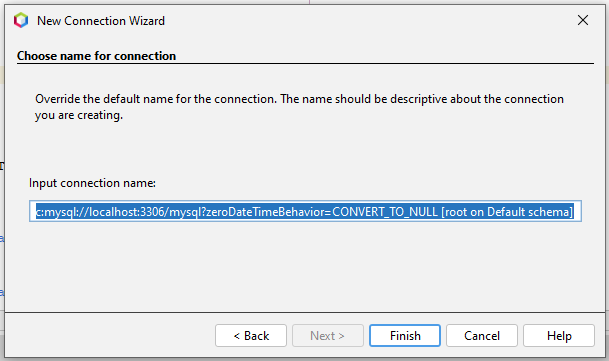 New Connection Wizard
Choose name for connection
Override the default name for the connection. The name should be descriptive about the connection
you are creating.
Input connection name:
c:mysql://localhost:3306/mysql?zeroDateTimeBehavior=CONVERT_TO_NULL [root on Default schema]
< Back
Next >
Finish
Cancel
Help